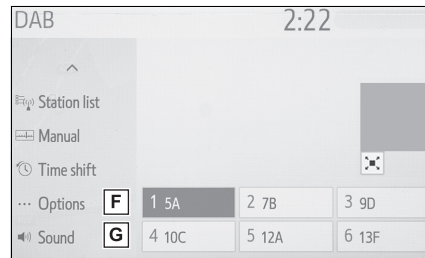 DAB 2:22
Station list
Manual
Time shift
Options F 1 5A 2 7B 3 9D
Sound G 4 10C 5 12A 6 13F